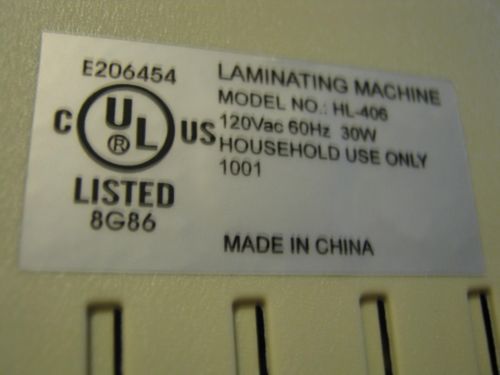 E206454
C UL US
®
LISTED
8G86
LAMINATING MACHINE
MODEL NO.: HL-406
120Vac 60Hz 30W
HOUSEHOLD USE ONLY
1001
MADE IN CHINA